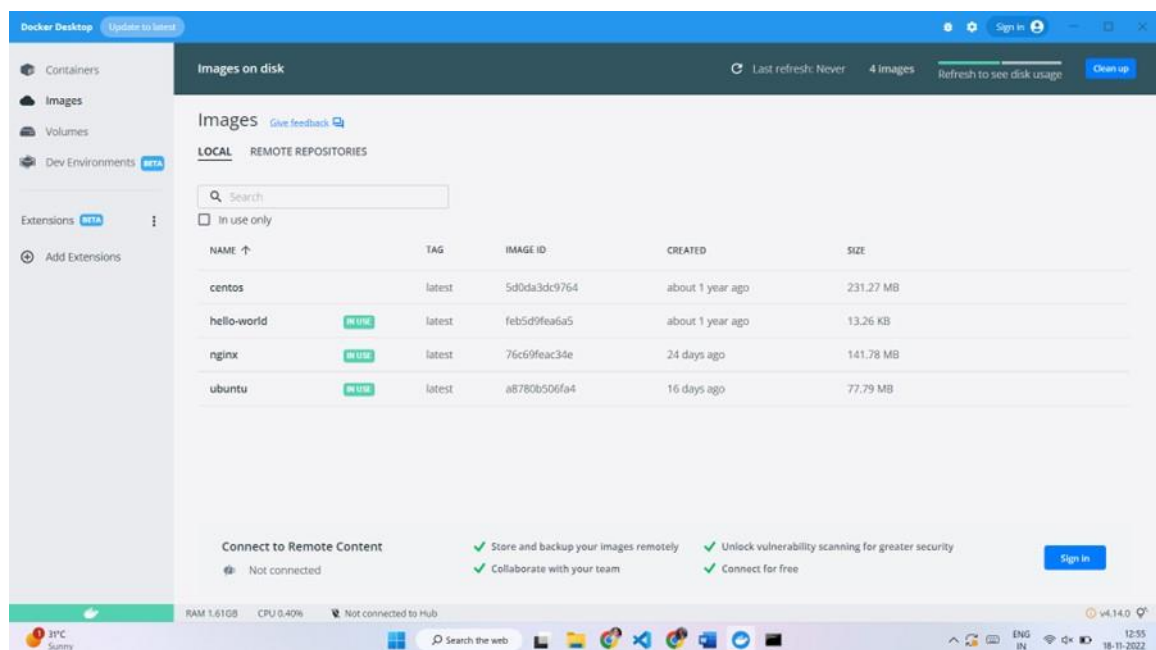 Docker Desktop Update to latest Sign in
Containers
Images
Volumes
Dev Environments BETA
Extensions BETA
Add Extensions
Images on disk Last refresh: Never 4 images Refresh to see disk usage Clean up
Images Give feedback
LOCAL REMOTE REPOSITORIES
Search
In use only
NAME TAG IMAGE ID CREATED SIZE
centos latest 5d0da3dc9764 about 1 year ago 231.27 MB
hello-world IN USE latest feb5d9fea6a5 about 1 year ago 13.26 KB
nginx IN USE latest 76c69feac34e 24 days ago 141.78 MB
ubuntu IN USE latest a8780b506fa4 16 days ago 77.79 MB
Connect to Remote Content
Not connected
Store and backup your images remotely
Collaborate with your team
Unlock vulnerability scanning for greater security
Connect for free
Sign in
RAM 1.61GB CPU 0.40% Not connected to Hub v4.14.0
31°C
Sunny
Search the web
ENG
IN
12:55
18-11-2022